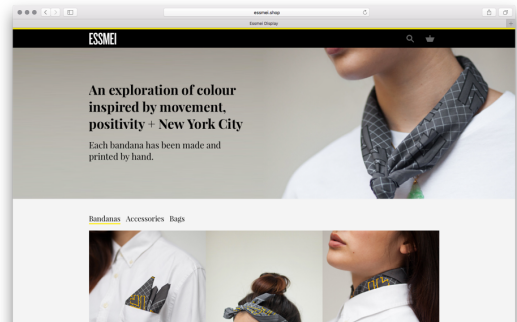 essmei.shop
Essmei Display
ESSMEI
An exploration of colour
inspired by movement,
positivity + New York City
Each bandana has been made and
printed by hand.
Bandanas Accessories Bags